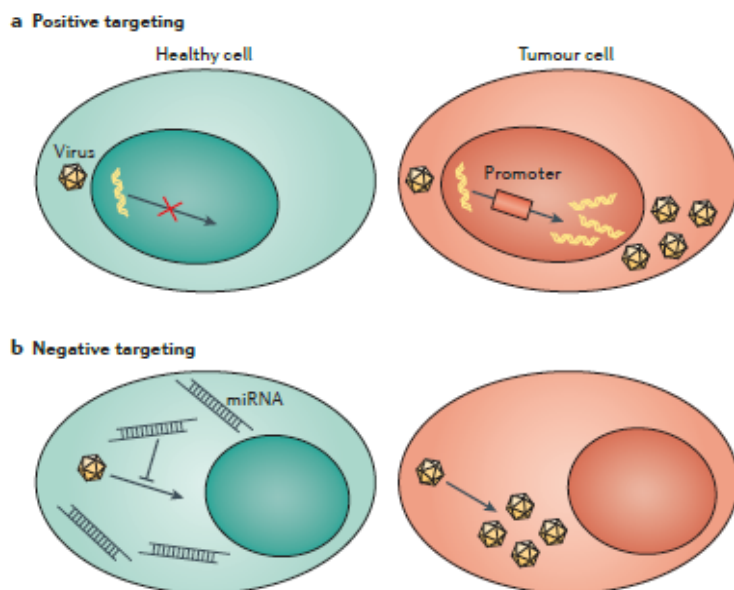 a Positive targeting
Healthy cell
Tumour cell
Virus
Promoter
b Negative targeting
miRNA